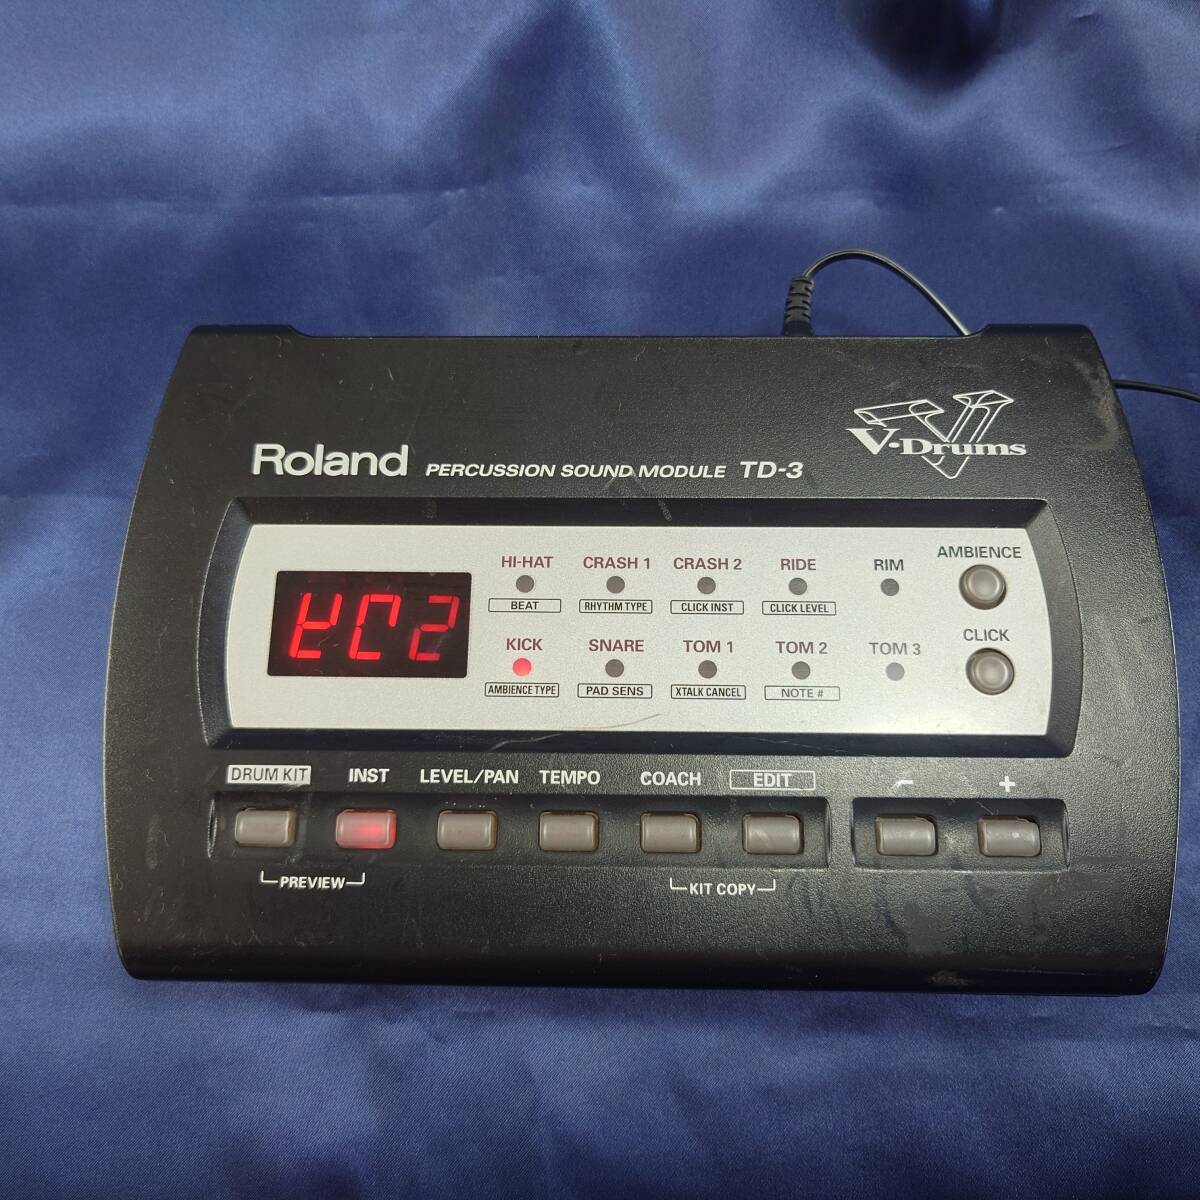 Roland PERCUSSION SOUND MODULE TD-3
V-Drums
HI-HAT CRASH 1 CRASH 2 RIDE RIM AMBIENCE
BEAT RHYTHM TYPE CLICK INST CLICK LEVEL
KICK SNARE TOM 1 TOM 2 TOM 3 CLICK
AMBIENCE TYPE PAD SENS XTALK CANCEL NOTE #
DRUM KIT INST LEVEL/PAN TEMPO COACH EDIT - +
PREVIEW KIT COPY